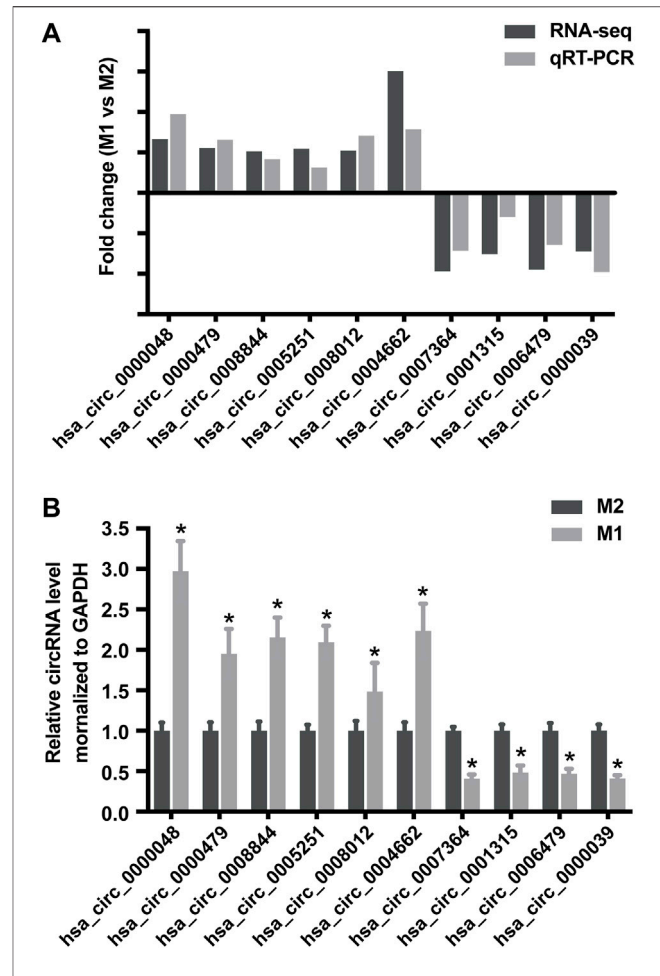 A
RNA-seq
qRT-PCR
Fold change (M1 vs M2)
hsa_circ_0000048
hsa_circ_0000479
hsa_circ_0008844
hsa_circ_0005251
hsa_circ_0008012
hsa_circ_0004662
hsa_circ_0007364
hsa_circ_0001315
hsa_circ_0006479
hsa_circ_0000039
B
M2
M1
Relative circRNA level
mornalized to GAPDH
3.5
3.0
2.5
2.0
1.5
1.0
0.5
0.0
* * * * * * * * * *
hsa_circ_0000048
hsa_circ_0000479
hsa_circ_0008844
hsa_circ_0005251
hsa_circ_0008012
hsa_circ_0004662
hsa_circ_0007364
hsa_circ_0001315
hsa_circ_0006479
hsa_circ_0000039